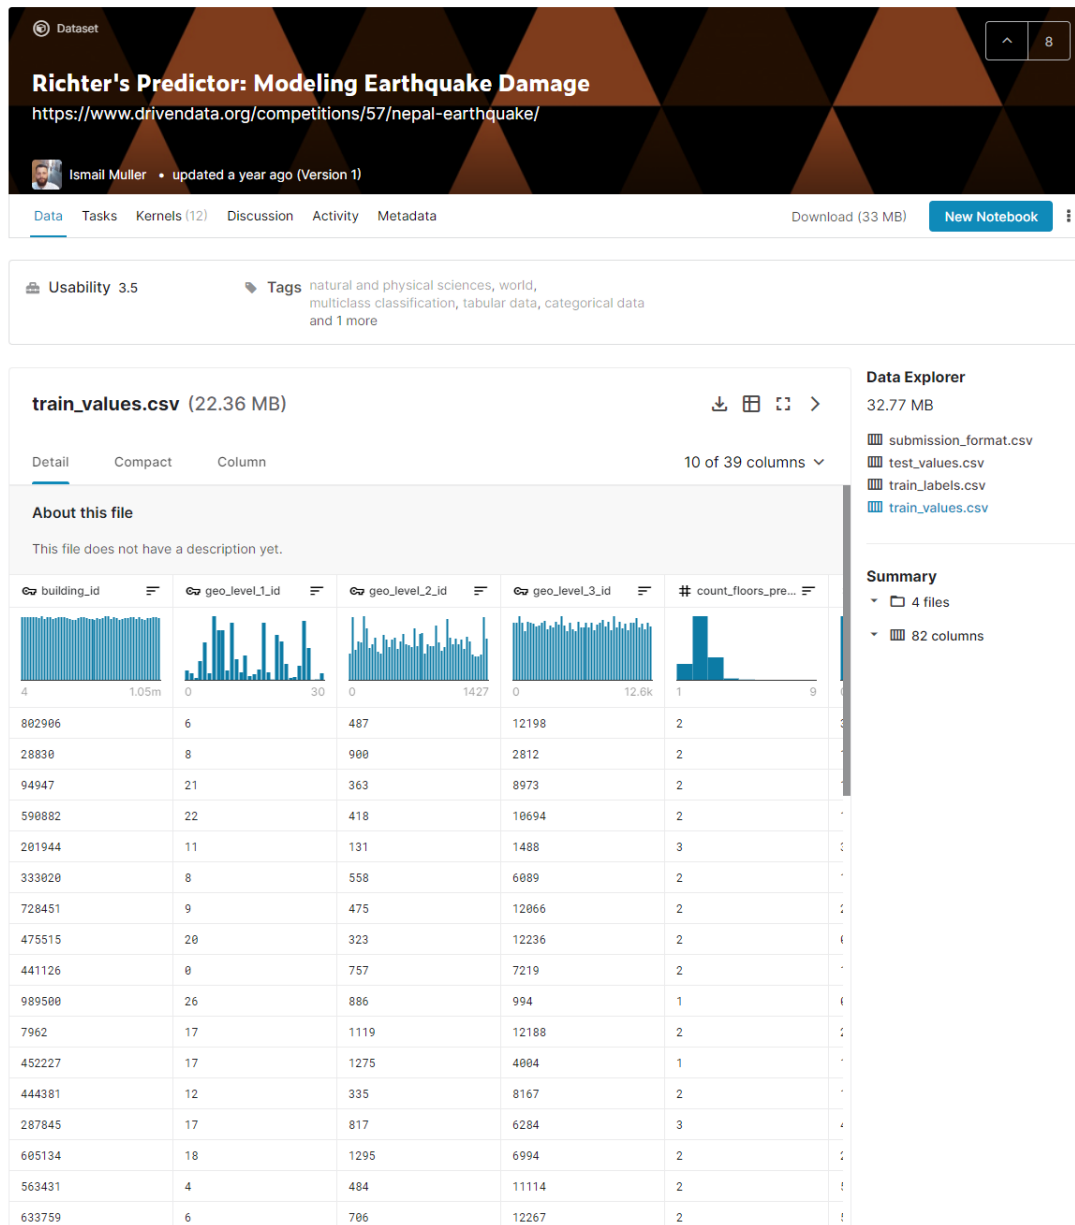 Dataset
8
Richter's Predictor: Modeling Earthquake Damage
https://www.drivendata.org/competitions/57/nepal-earthquake/
Ismail Muller • updated a year ago (Version 1)
Data Tasks Kernels (12) Discussion Activity Metadata Download (33 MB) New Notebook
Usability 3.5 Tags natural and physical sciences, world,
multiclass classification, tabular data, categorical data
and 1 more
train_values.csv (22.36 MB)
Detail Compact Column 10 of 39 columns
About this file
This file does not have a description yet.
building_id geo_level_1_id geo_level_2_id geo_level_3_id # count_floors_pre...
4 1.05m 0 30 0 1427 0 12.6k 1 9
802906 6 487 12198 2
28830 8 900 2812 2
94947 21 363 8973 2
590882 22 418 10694 2
201944 11 131 1488 3
333020 8 558 6089 2
728451 9 475 12066 2
475515 20 323 12236 2
441126 0 757 7219 2
989500 26 886 994 1
7962 17 1119 12188 2
452227 17 1275 4004 1
444381 12 335 8167 2
287845 17 817 6284 3
605134 18 1295 6994 2
563431 4 484 11114 2
633759 6 706 12267 2
Data Explorer
32.77 MB
submission_format.csv
test_values.csv
train_labels.csv
train_values.csv
Summary
4 files
82 columns